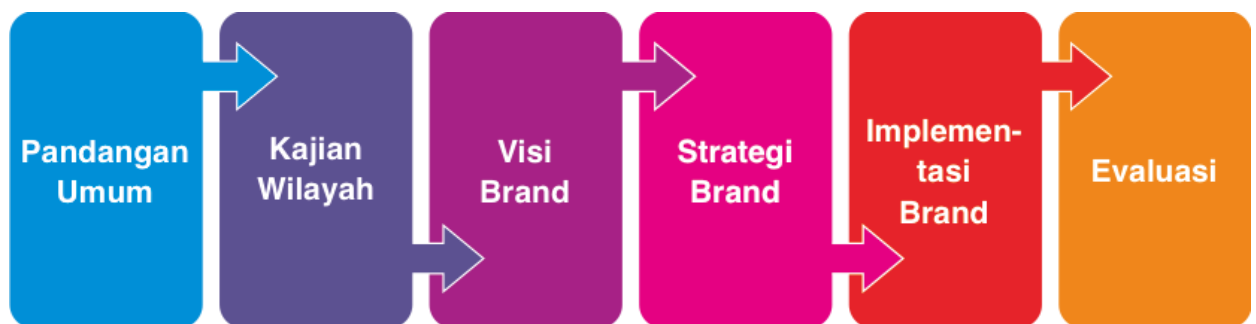 Pandangan
Umum
Kajian
Wilayah
Visi
Brand
Strategi
Brand
Implemen-
tasi
Brand
Evaluasi